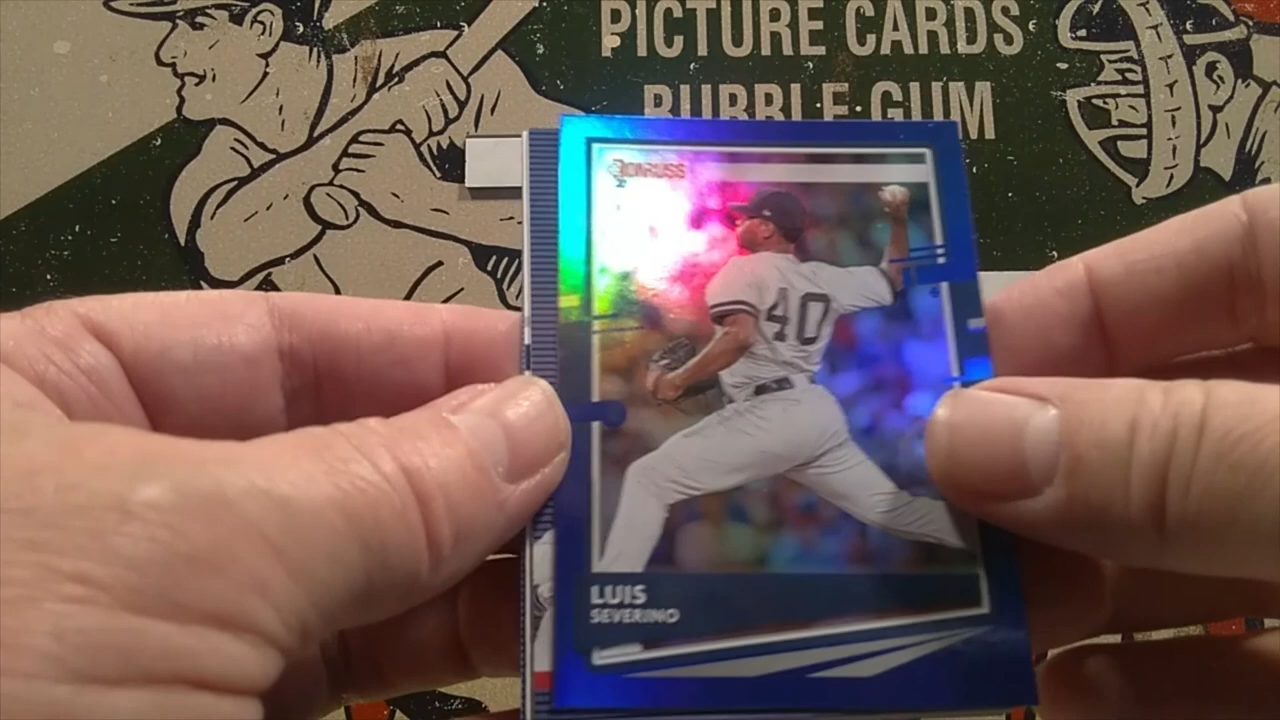 PICTURE CARDS
BUBBLE·GUM
DONRUSS
40
LUIS
SEVERINO